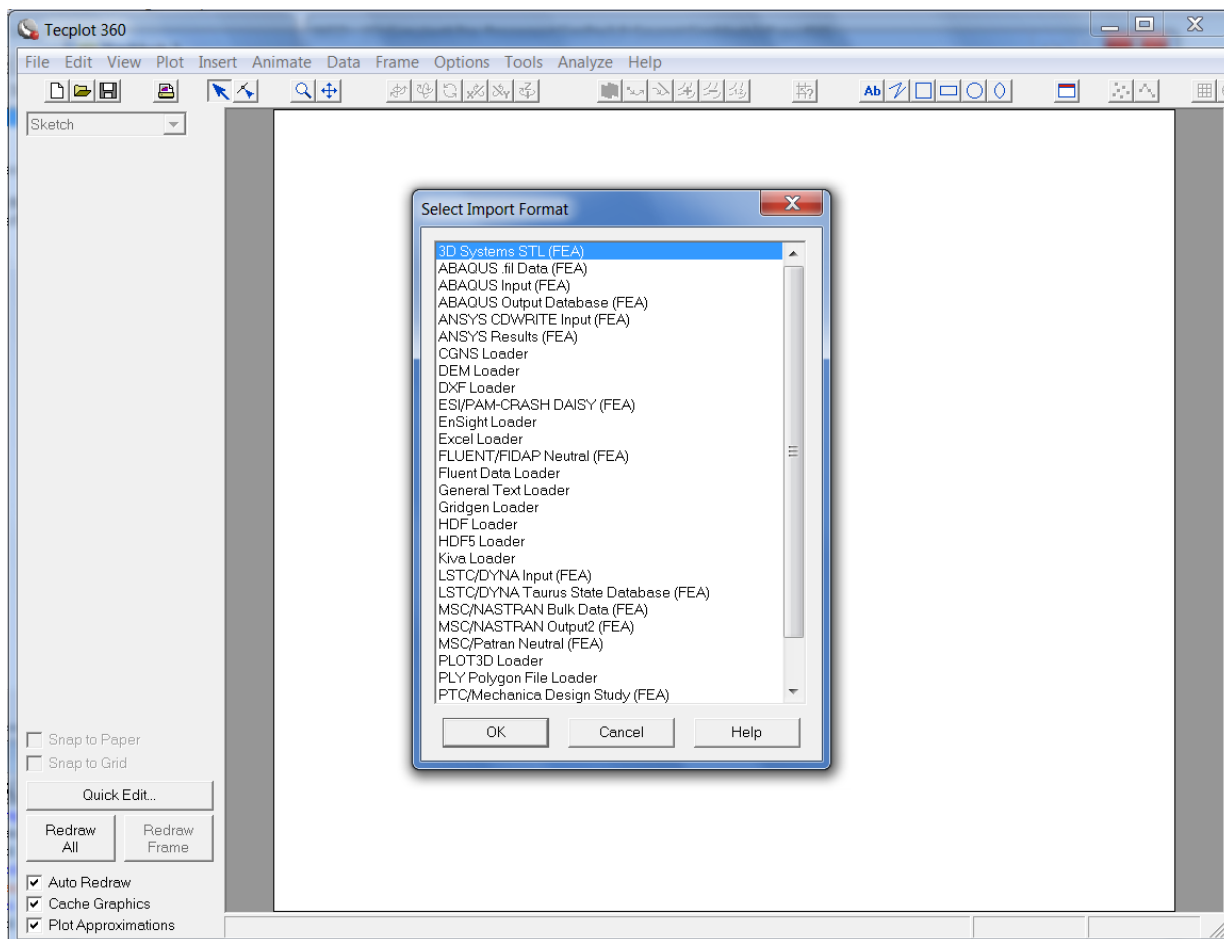 Tecplot 360
File Edit View Plot Insert Animate Data Frame Options Tools Analyze Help
Ab
Sketch
Select Import Format
3D Systems STL (FEA)
ABAQUS .fil Data (FEA)
ABAQUS Input (FEA)
ABAQUS Output Database (FEA)
ANSYS CDWRITE Input (FEA)
ANSYS Results (FEA)
CGNS Loader
DEM Loader
DXF Loader
ESI/PAM-CRASH DAISY (FEA)
EnSight Loader
Excel Loader
FLUENT/FIDAP Neutral (FEA)
Fluent Data Loader
General Text Loader
Gridgen Loader
HDF Loader
HDF5 Loader
Kiva Loader
LSTC/DYNA Input (FEA)
LSTC/DYNA Taurus State Database (FEA)
MSC/NASTRAN Bulk Data (FEA)
MSC/NASTRAN Output2 (FEA)
MSC/Patran Neutral (FEA)
PLOT3D Loader
PLY Polygon File Loader
PTC/Mechanica Design Study (FEA)
OK Cancel Help
Snap to Paper
Snap to Grid
Quick Edit...
Redraw All
Redraw Frame
Auto Redraw
Cache Graphics
Plot Approximations